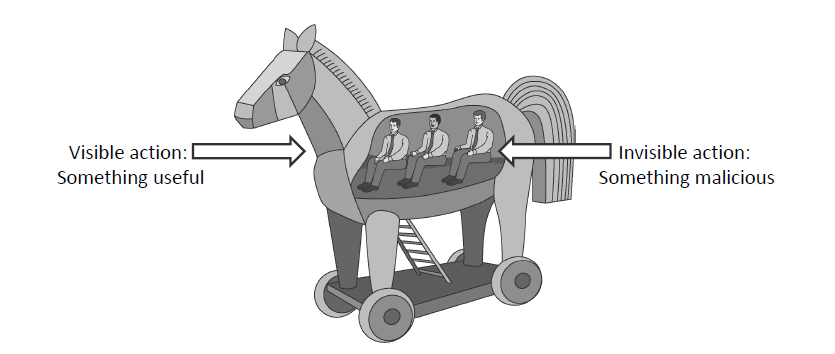 Visible action:
Something useful
Invisible action:
Something malicious